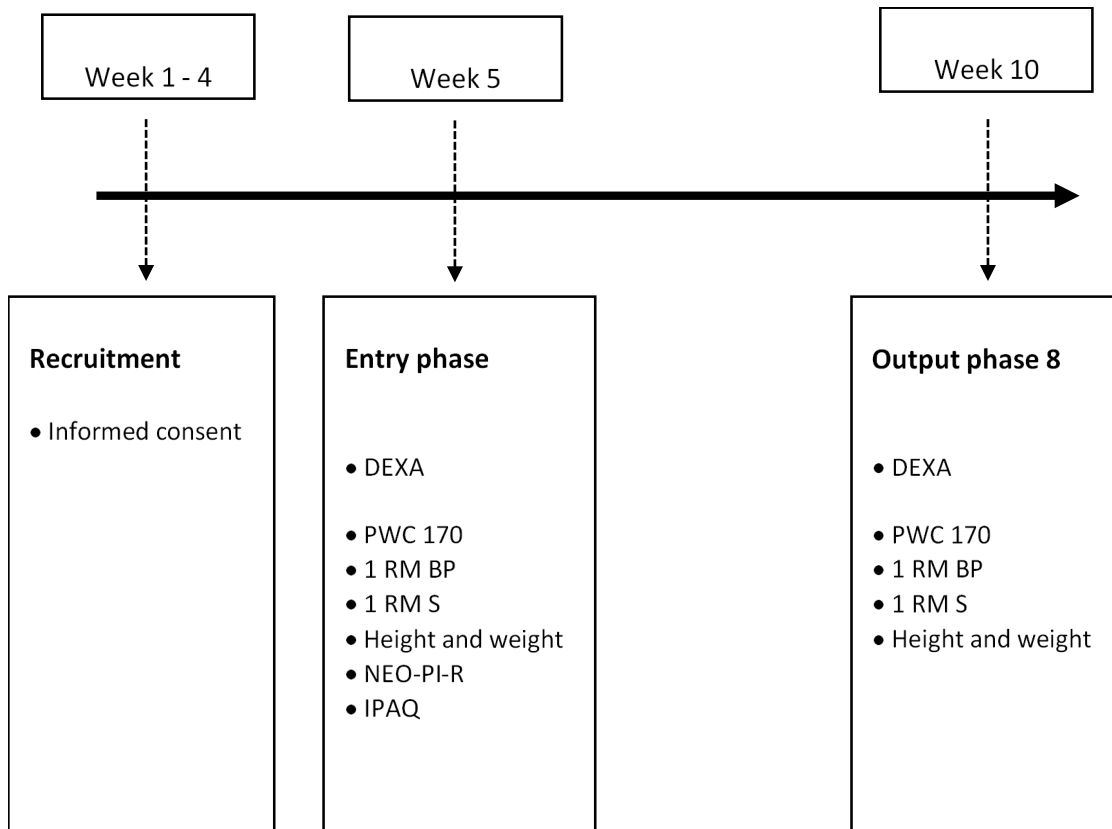 Week 1 - 4
Week 5
Week 10
Recruitment
• Informed consent
Entry phase
• DEXA
• PWC 170
• 1 RM BP
• 1 RM S
• Height and weight
• NEO-PI-R
• IPAQ
Output phase 8
• DEXA
• PWC 170
• 1 RM BP
• 1 RM S
• Height and weight